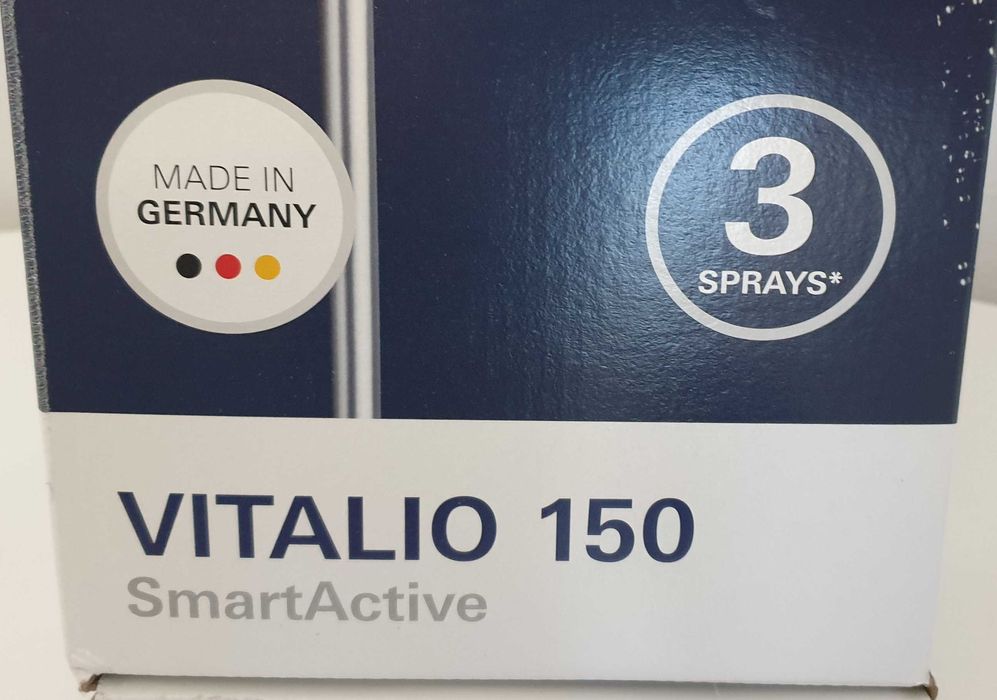 MADE IN
GERMANY
3
SPRAYS*
VITALIO 150
SmartActive